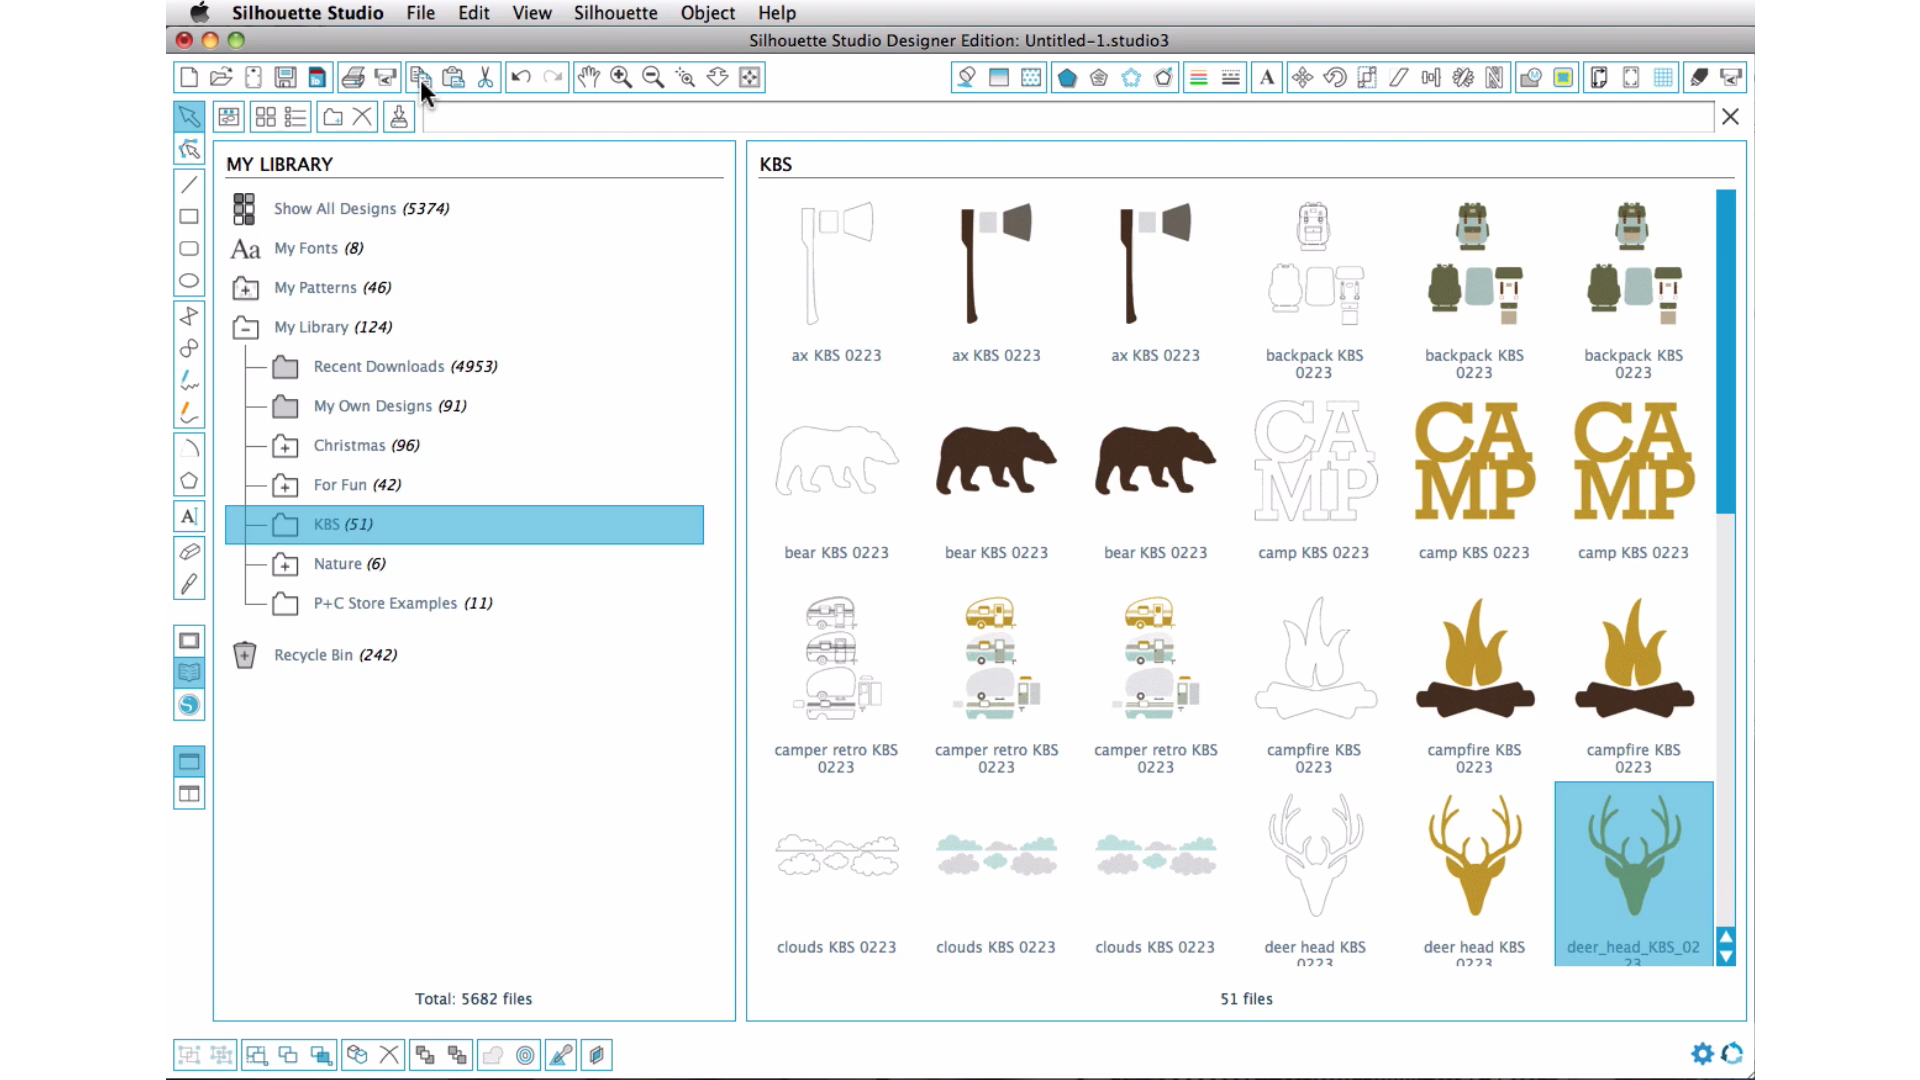 Silhouette Studio File Edit View Silhouette Object Help
Silhouette Studio Designer Edition: Untitled-1.studio3
MY LIBRARY
Show All Designs (5374)
Aa My Fonts (8)
My Patterns (46)
My Library (124)
Recent Downloads (4953)
My Own Designs (91)
Christmas (96)
For Fun (42)
KBS (51)
Nature (6)
P+C Store Examples (11)
Recycle Bin (242)
Total: 5682 files
KBS
ax KBS 0223
ax KBS 0223
ax KBS 0223
backpack KBS
0223
backpack KBS
0223
backpack KBS
0223
CA
MP
CA
MP
CA
MP
bear KBS 0223
bear KBS 0223
bear KBS 0223
camp KBS 0223
camp KBS 0223
camp KBS 0223
camper retro KBS
0223
camper retro KBS
0223
camper retro KBS
0223
campfire KBS
0223
campfire KBS
0223
campfire KBS
0223
clouds KBS 0223
clouds KBS 0223
clouds KBS 0223
deer head KBS
0223
deer head KBS
0223
deer_head_KBS_02
23
51 files